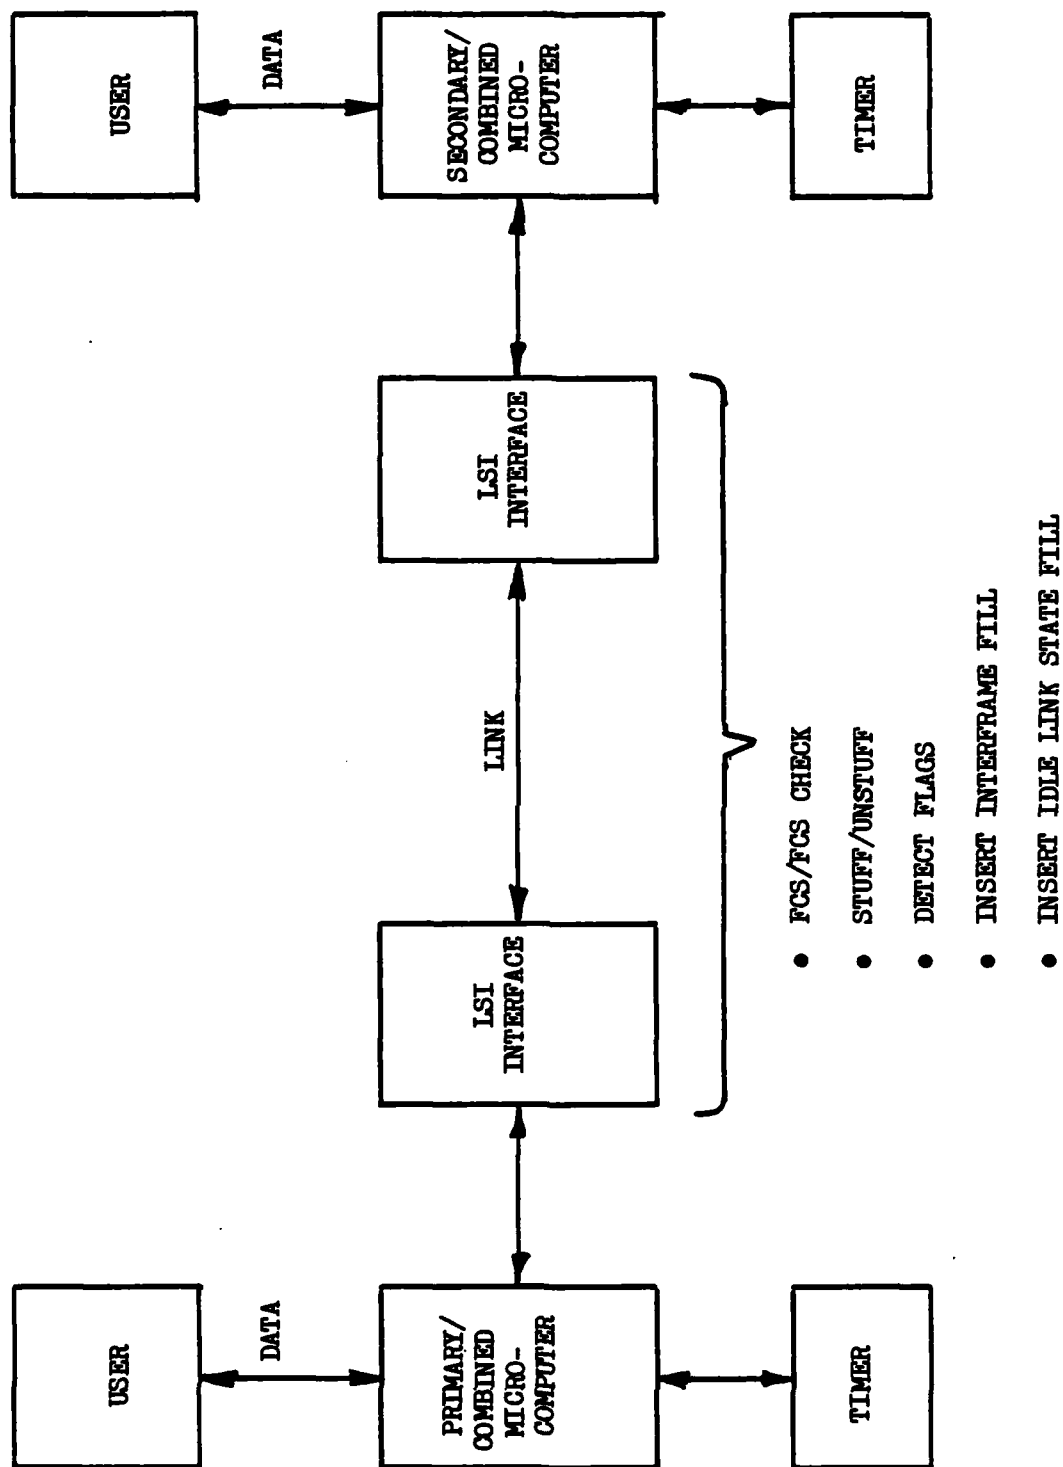 USER
USER
DATA
DATA
PRIMARY/
COMBINED
MICRO-
COMPUTER
LSI
INTERFACE
LINK
LSI
INTERFACE
SECONDARY/
COMBINED
MICRO-
COMPUTER
TIMER
TIMER
• FCS/FCS CHECK
• STUFF/UNSTUFF
• DETECT FLAGS
• INSERT INTERFRAME FILL
• INSERT IDLE LINK STATE FILL